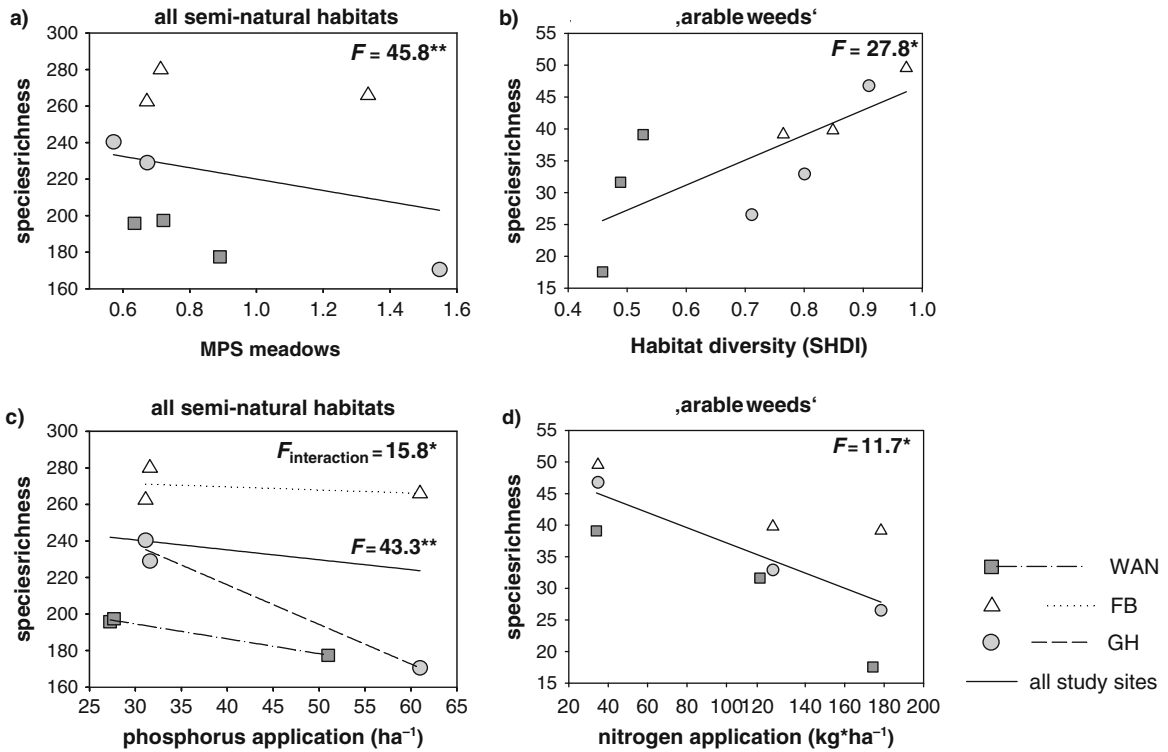 a)
all semi-natural habitats
F = 45.8**
300
280
260
240
220
200
180
160
speciesrichness
0.6
0.8
1.0
1.2
1.4
1.6
MPS meadows
b)
‚arable weeds‘
F = 27.8*
55
50
45
40
35
30
25
20
15
speciesrichness
0.4
0.5
0.6
0.7
0.8
0.9
1.0
Habitat diversity (SHDI)
c)
all semi-natural habitats
Finteraction = 15.8*
F = 43.3**
300
280
260
240
220
200
180
160
speciesrichness
25
30
35
40
45
50
55
60
65
phosphorus application (ha⁻¹)
d)
‚arable weeds‘
F = 11.7*
55
50
45
40
35
30
25
20
15
speciesrichness
20
40
60
80
100
120
140
160
180
200
nitrogen application (kg*ha⁻¹)
WAN
FB
GH
all study sites